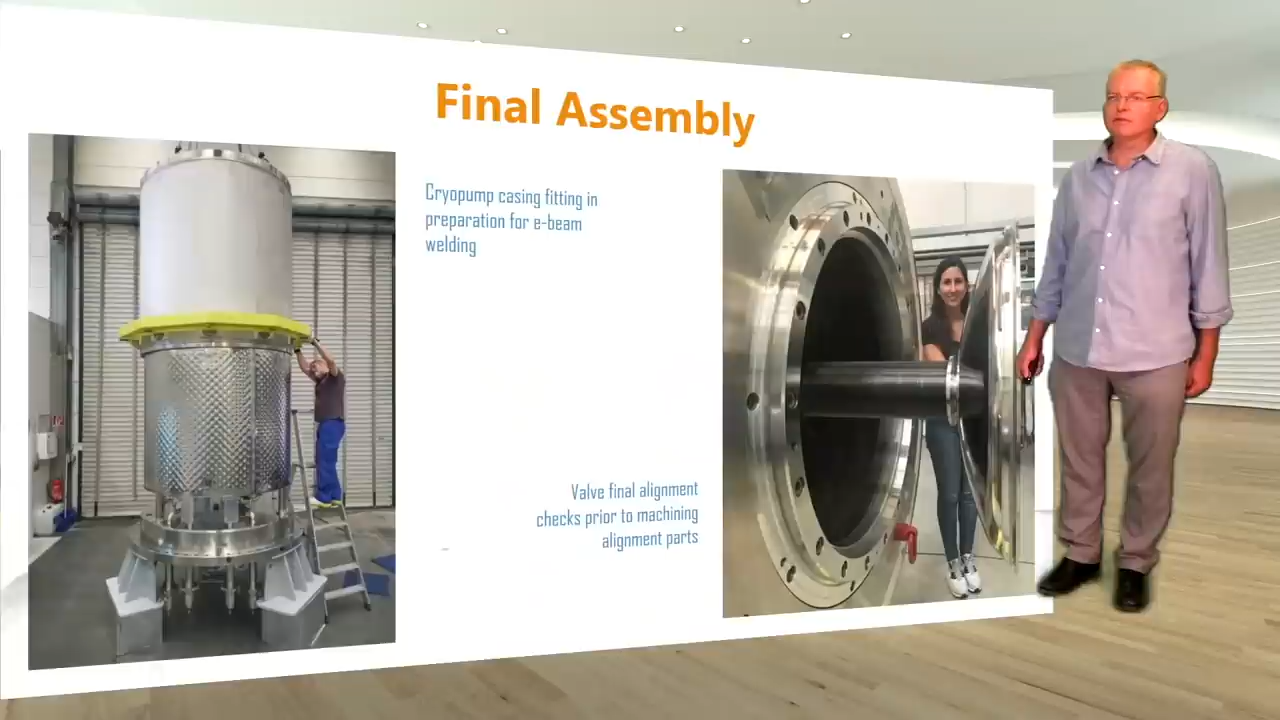 Final Assembly
Cryopump casing fitting in
preparation for e-beam
welding
Valve final alignment
checks prior to machining
alignment parts